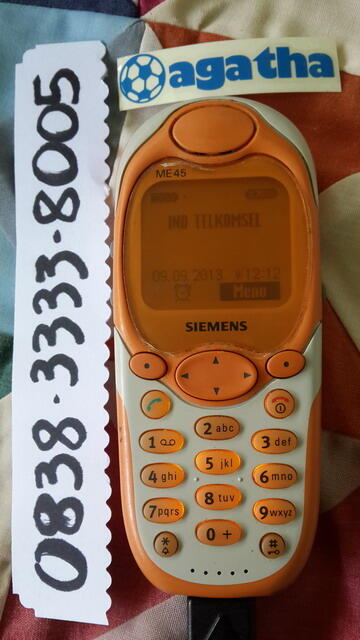 agatha
0838-3333-8005
ME45
IND TELKOMSEL
09.09.2013 12:12
Menu
SIEMENS
1
2 abc
3 def
4 ghi
5 jkl
6 mno
7 pqrs
8 tuv
9 wxyz
*
0 +
#